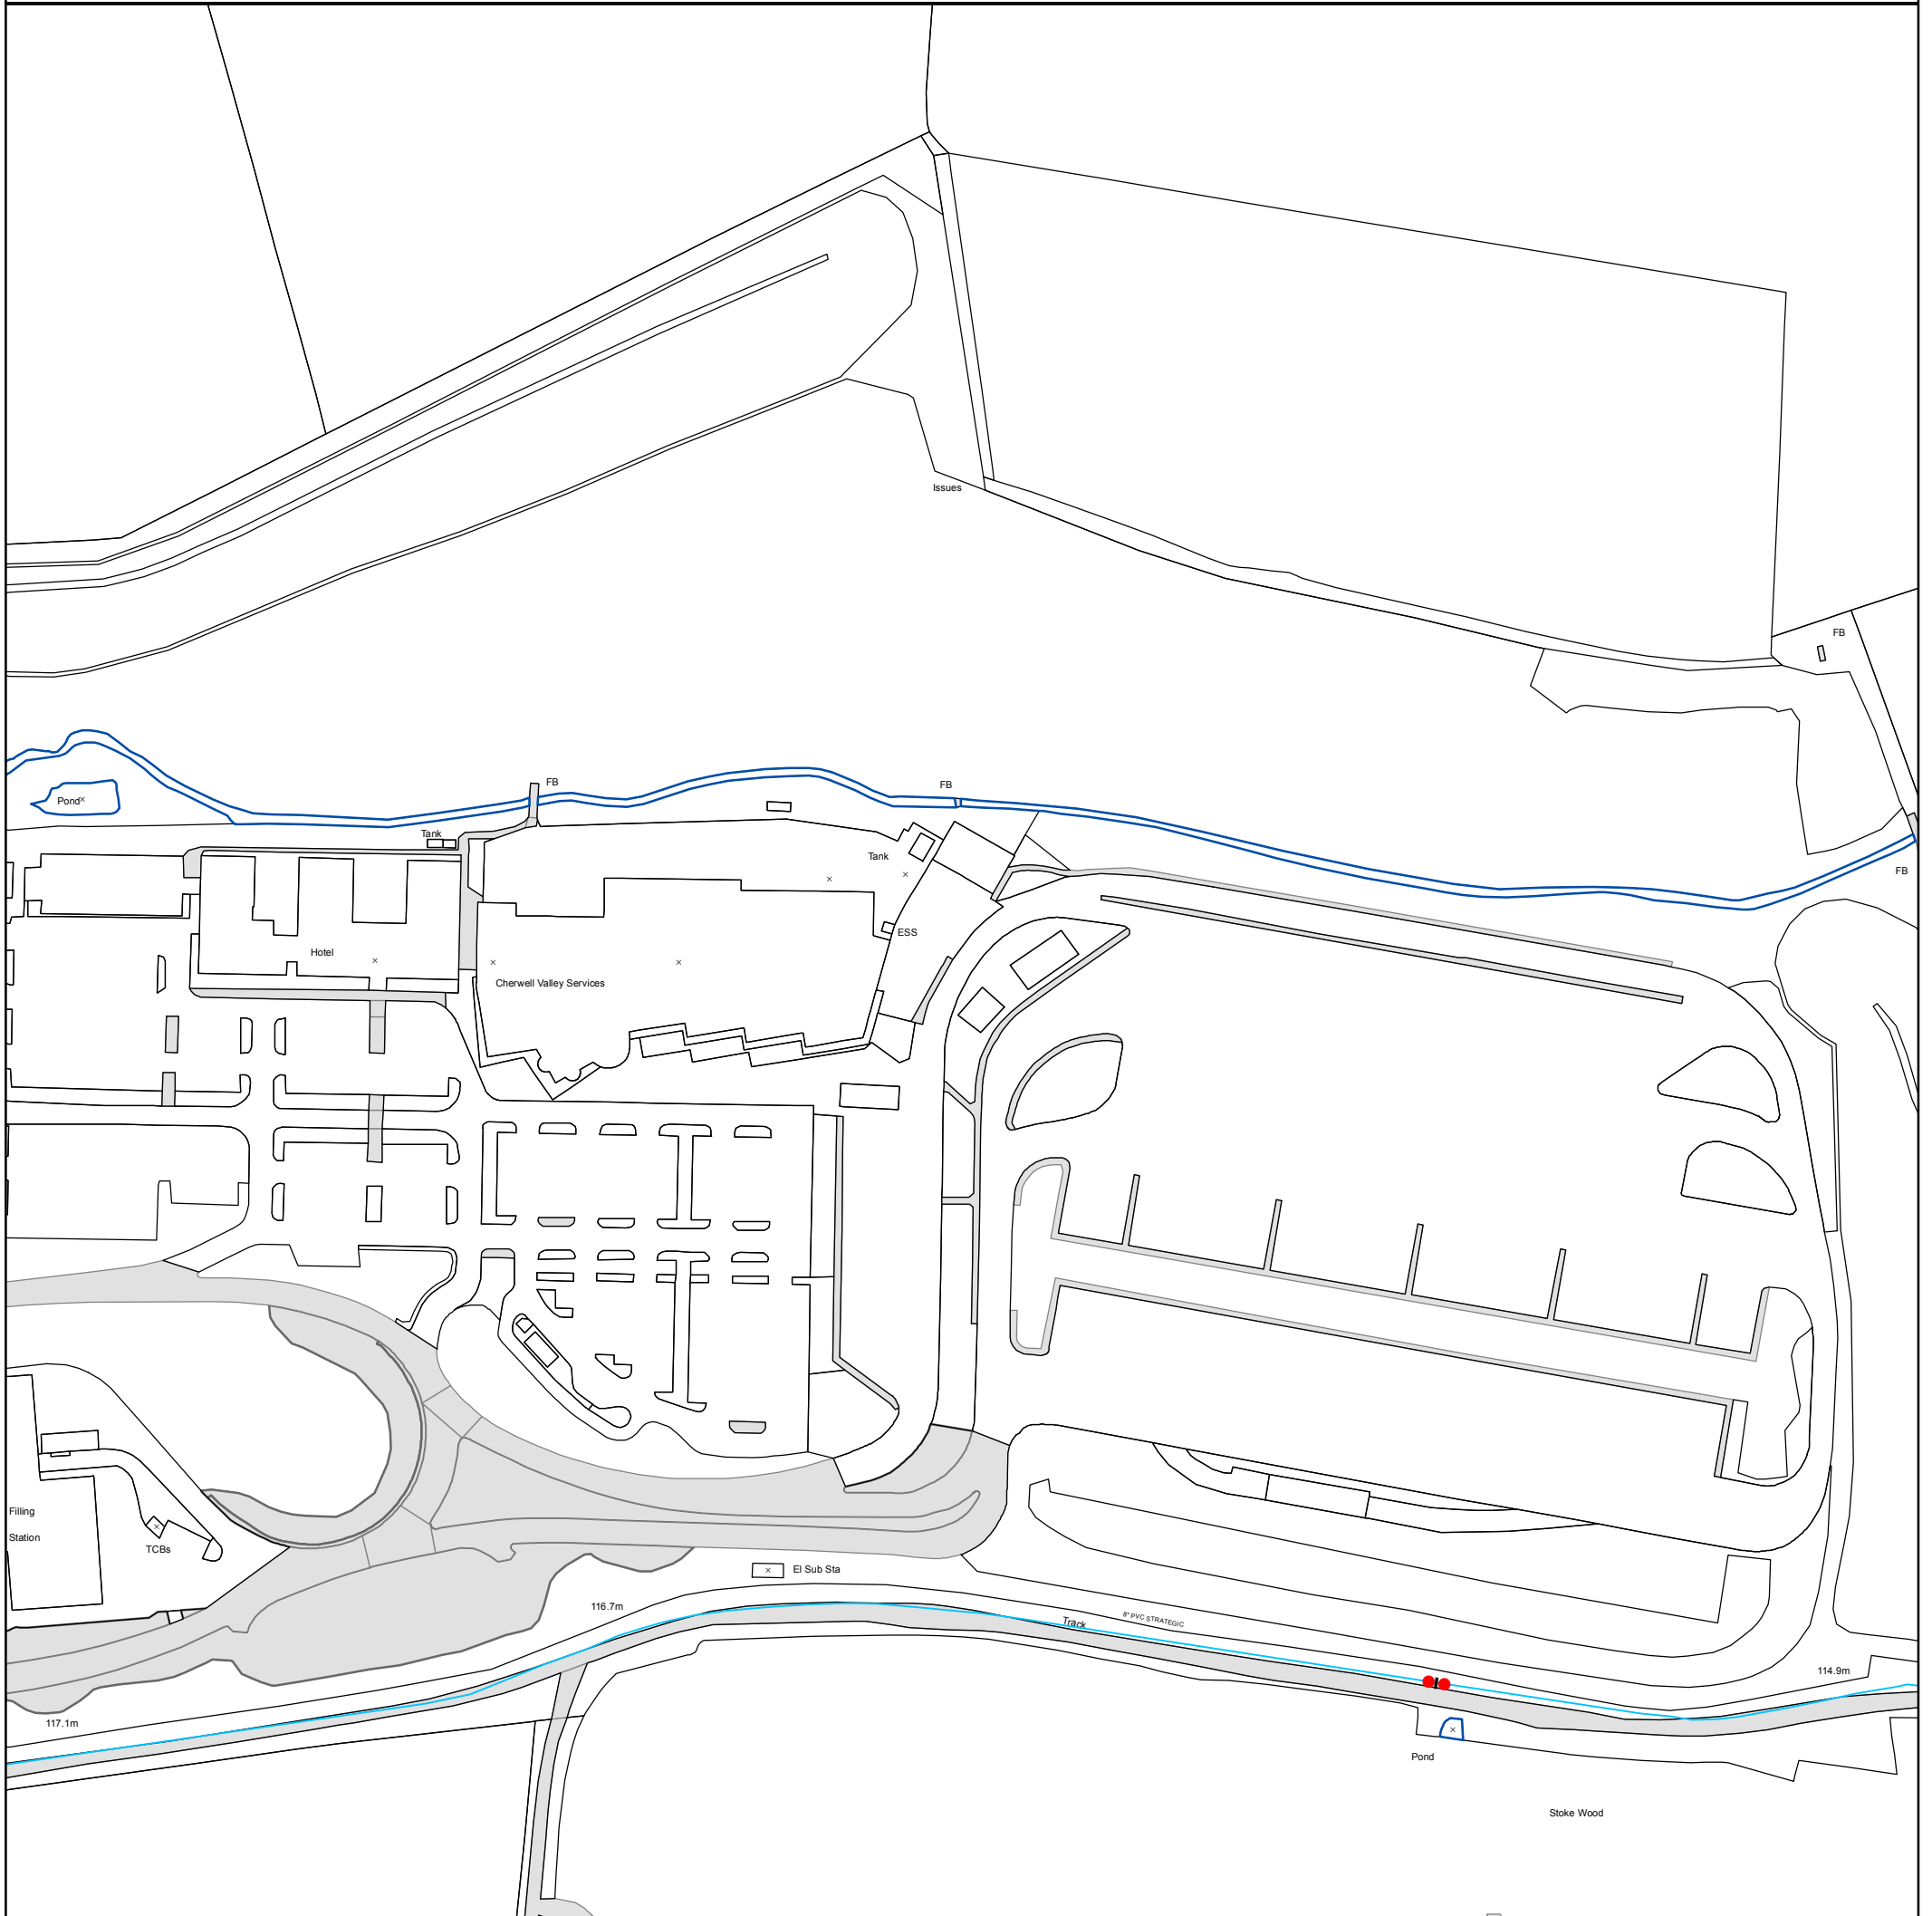 Issues
FB
FB
FB
Pond
Tank
Tank
FB
ESS
Hotel
Cherwell Valley Services
Filling
Station
TCBs
El Sub Sta
116.7m
Track
8" PVC STRATEGIC
114.9m
117.1m
Pond
Stoke Wood